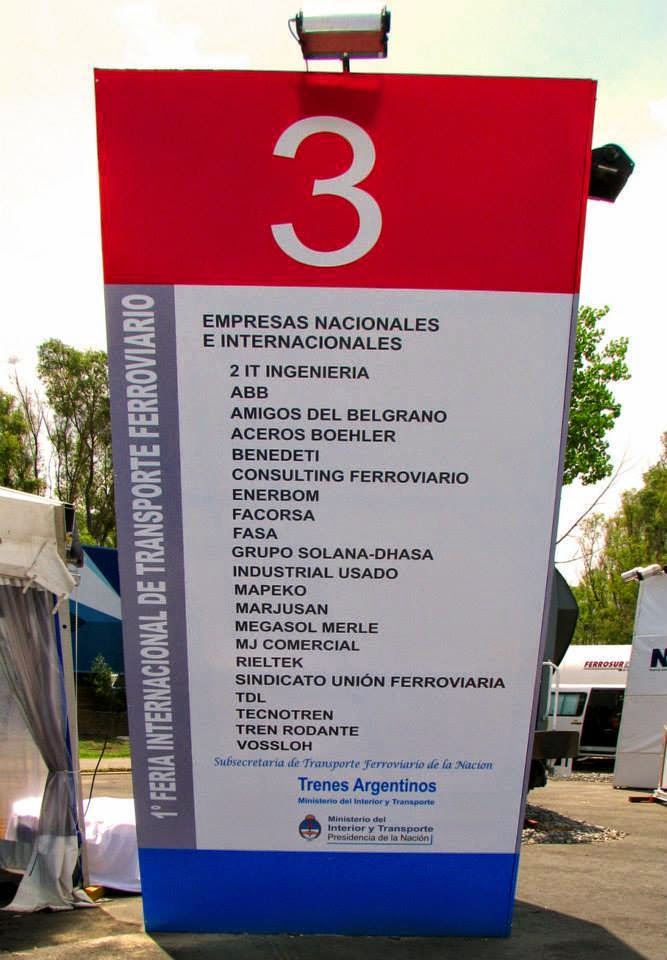 3
1° FERIA INTERNACIONAL DE TRANSPORTE FERROVIARIO
EMPRESAS NACIONALES
E INTERNACIONALES
2 IT INGENIERIA
ABB
AMIGOS DEL BELGRANO
ACEROS BOEHLER
BENEDETI
CONSULTING FERROVIARIO
ENERBOM
FACORSA
FASA
GRUPO SOLANA-DHASA
INDUSTRIAL USADO
MAPEKO
MARJUSAN
MEGASOL MERLE
MJ COMERCIAL
RIELTEK
SINDICATO UNIÓN FERROVIARIA
TDL
TECNOTREN
TREN RODANTE
VOSSLOH
Subsecretaria de Transporte Ferroviario de la Nacion
Trenes Argentinos
Ministerio del Interior y Transporte
Ministerio del
Interior y Transporte
Presidencia de la Nación
FERROSUR